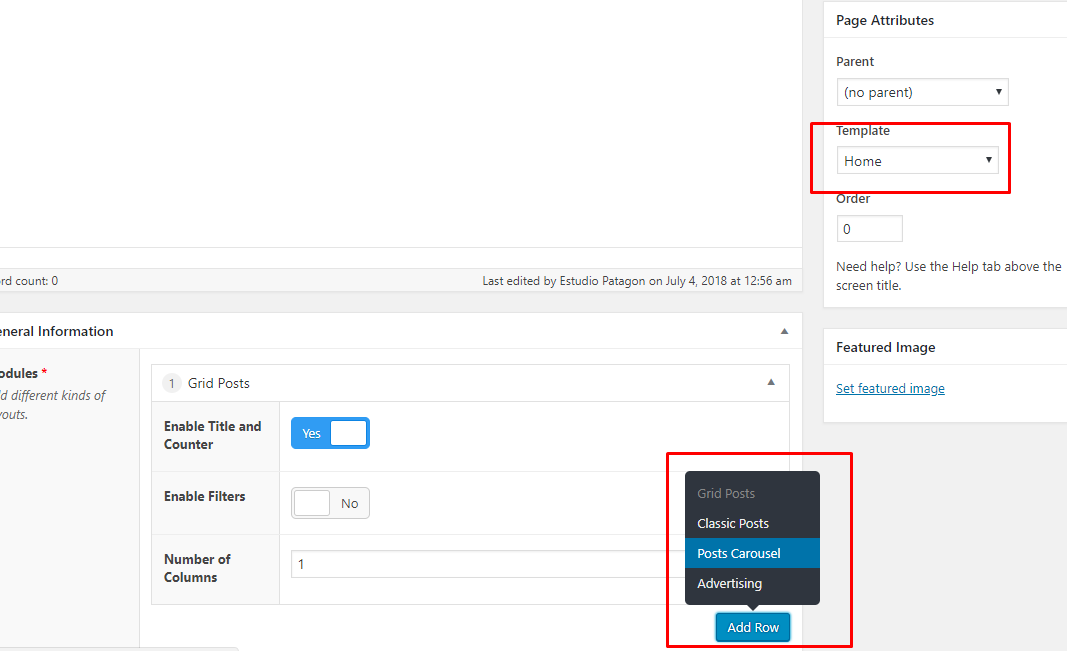 Page Attributes
Parent
(no parent)
Template
Home
Order
0
Need help? Use the Help tab above the
screen title.
rd count: 0
Last edited by Estudio Patagon on July 4, 2018 at 12:56 am
eneral Information
Featured Image
Set featured image
odules *
d different kinds of
youts.
1 Grid Posts
Enable Title and
Counter
Yes
Enable Filters
No
Number of
Columns
1
Grid Posts
Classic Posts
Posts Carousel
Advertising
Add Row